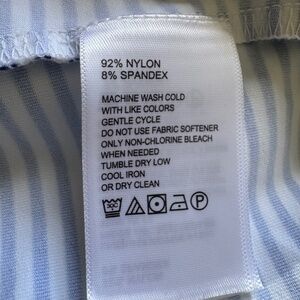 92% NYLON
8% SPANDEX
MACHINE WASH COLD
WITH LIKE COLORS
GENTLE CYCLE
DO NOT USE FABRIC SOFTENER
ONLY NON-CHLORINE BLEACH
WHEN NEEDED
TUMBLE DRY LOW
COOL IRON
OR DRY CLEAN
P